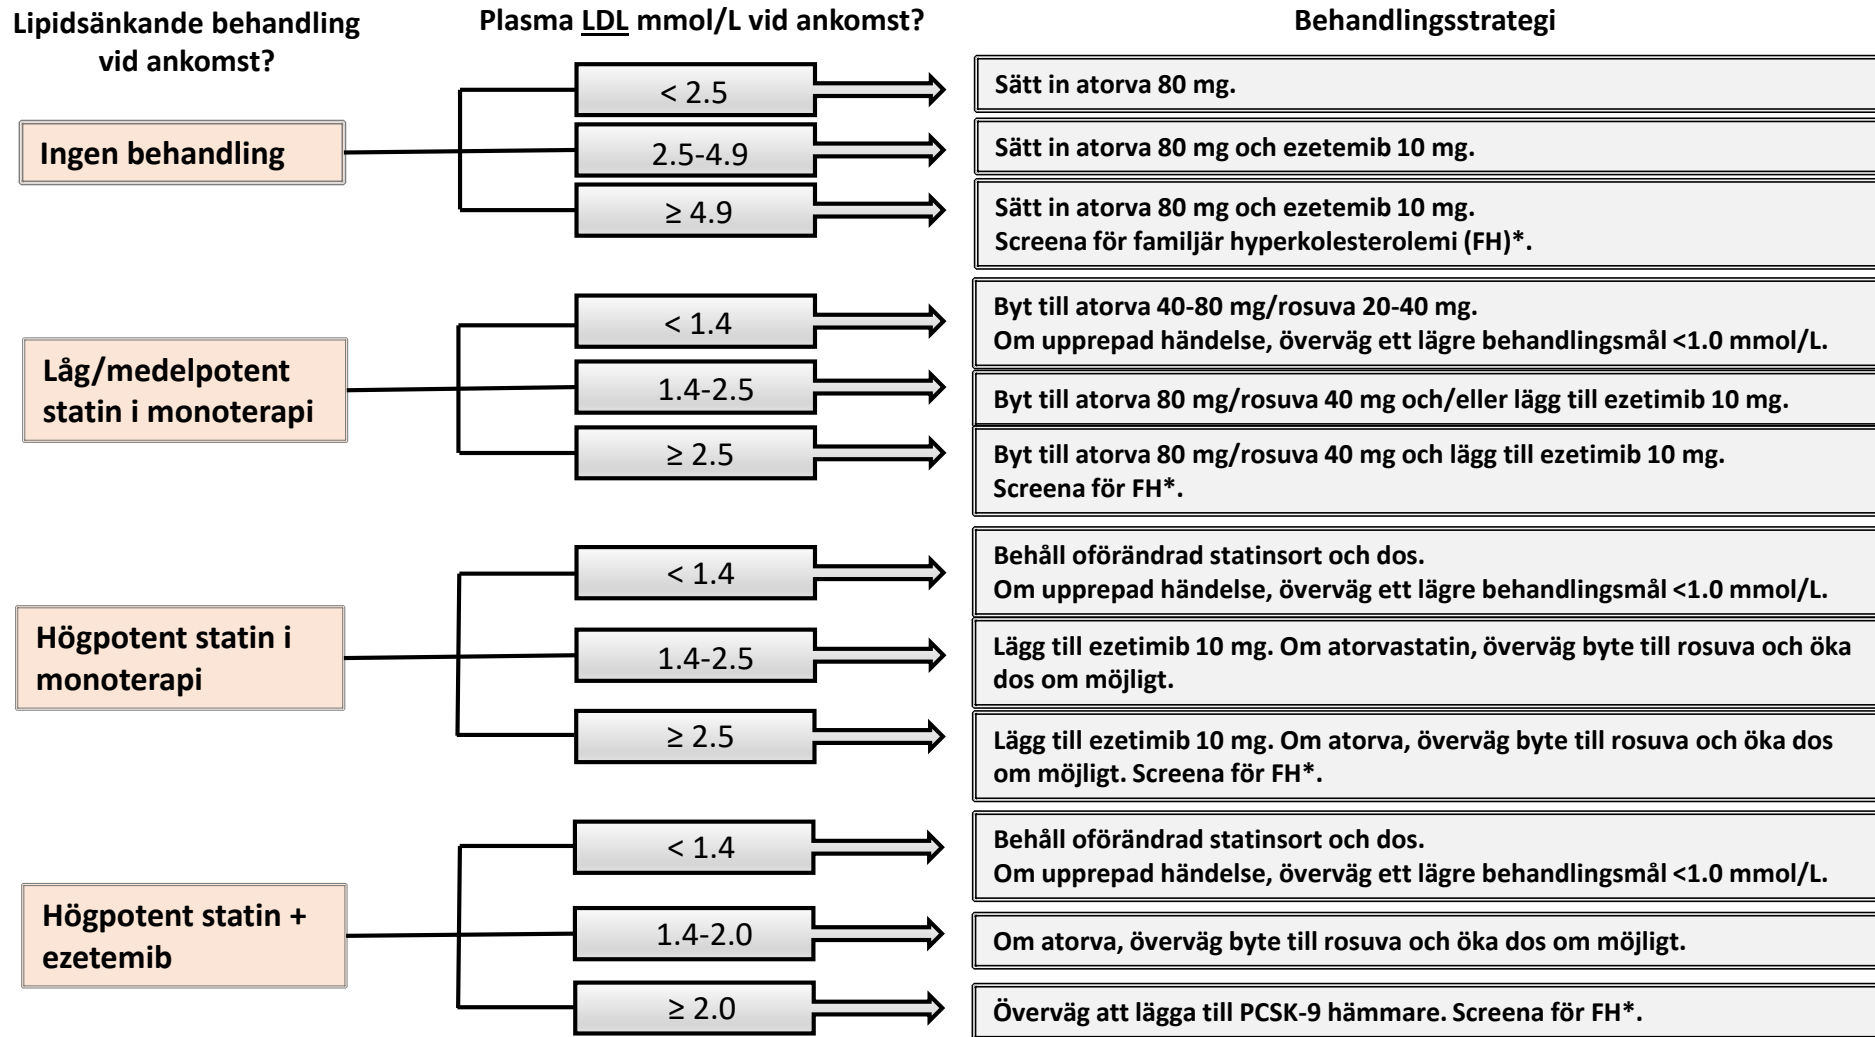 Lipidsänkande behandling
vid ankomst?
Plasma LDL mmol/L vid ankomst?
Behandlingsstrategi
Ingen behandling
< 2.5
Sätt in atorva 80 mg.
2.5-4.9
Sätt in atorva 80 mg och ezetemib 10 mg.
≥ 4.9
Sätt in atorva 80 mg och ezetemib 10 mg.
Screena för familjär hyperkolesterolemi (FH)*.
Låg/medelpotent
statin i monoterapi
< 1.4
Byt till atorva 40-80 mg/rosuva 20-40 mg.
Om upprepad händelse, överväg ett lägre behandlingsmål <1.0 mmol/L.
1.4-2.5
Byt till atorva 80 mg/rosuva 40 mg och/eller lägg till ezetimib 10 mg.
≥ 2.5
Byt till atorva 80 mg/rosuva 40 mg och lägg till ezetimib 10 mg.
Screena för FH*.
Högpotent statin i
monoterapi
< 1.4
Behåll oförändrad statinsort och dos.
Om upprepad händelse, överväg ett lägre behandlingsmål <1.0 mmol/L.
1.4-2.5
Lägg till ezetimib 10 mg. Om atorvastatin, överväg byte till rosuva och öka
dos om möjligt.
≥ 2.5
Lägg till ezetimib 10 mg. Om atorva, överväg byte till rosuva och öka dos
om möjligt. Screena för FH*.
Högpotent statin +
ezetemib
< 1.4
Behåll oförändrad statinsort och dos.
Om upprepad händelse, överväg ett lägre behandlingsmål <1.0 mmol/L.
1.4-2.0
Om atorva, överväg byte till rosuva och öka dos om möjligt.
≥ 2.0
Överväg att lägga till PCSK-9 hämmare. Screena för FH*.